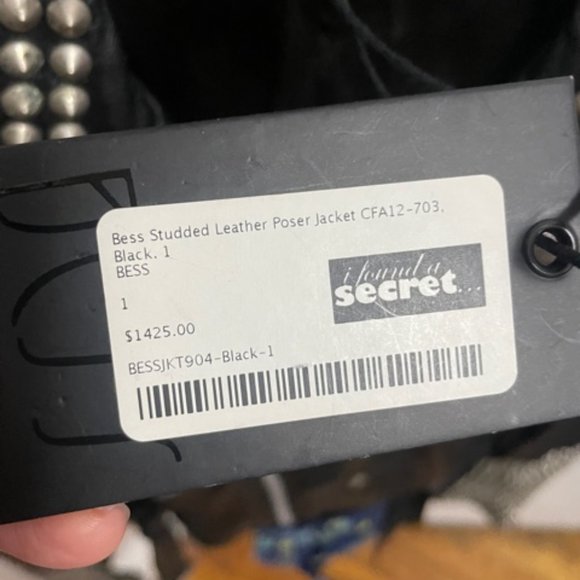 Bess Studded Leather Poser Jacket CFA12-703,
Black. 1
BESS
1
$1425.00
BESSJKT904-Black-1
i found a
secret...